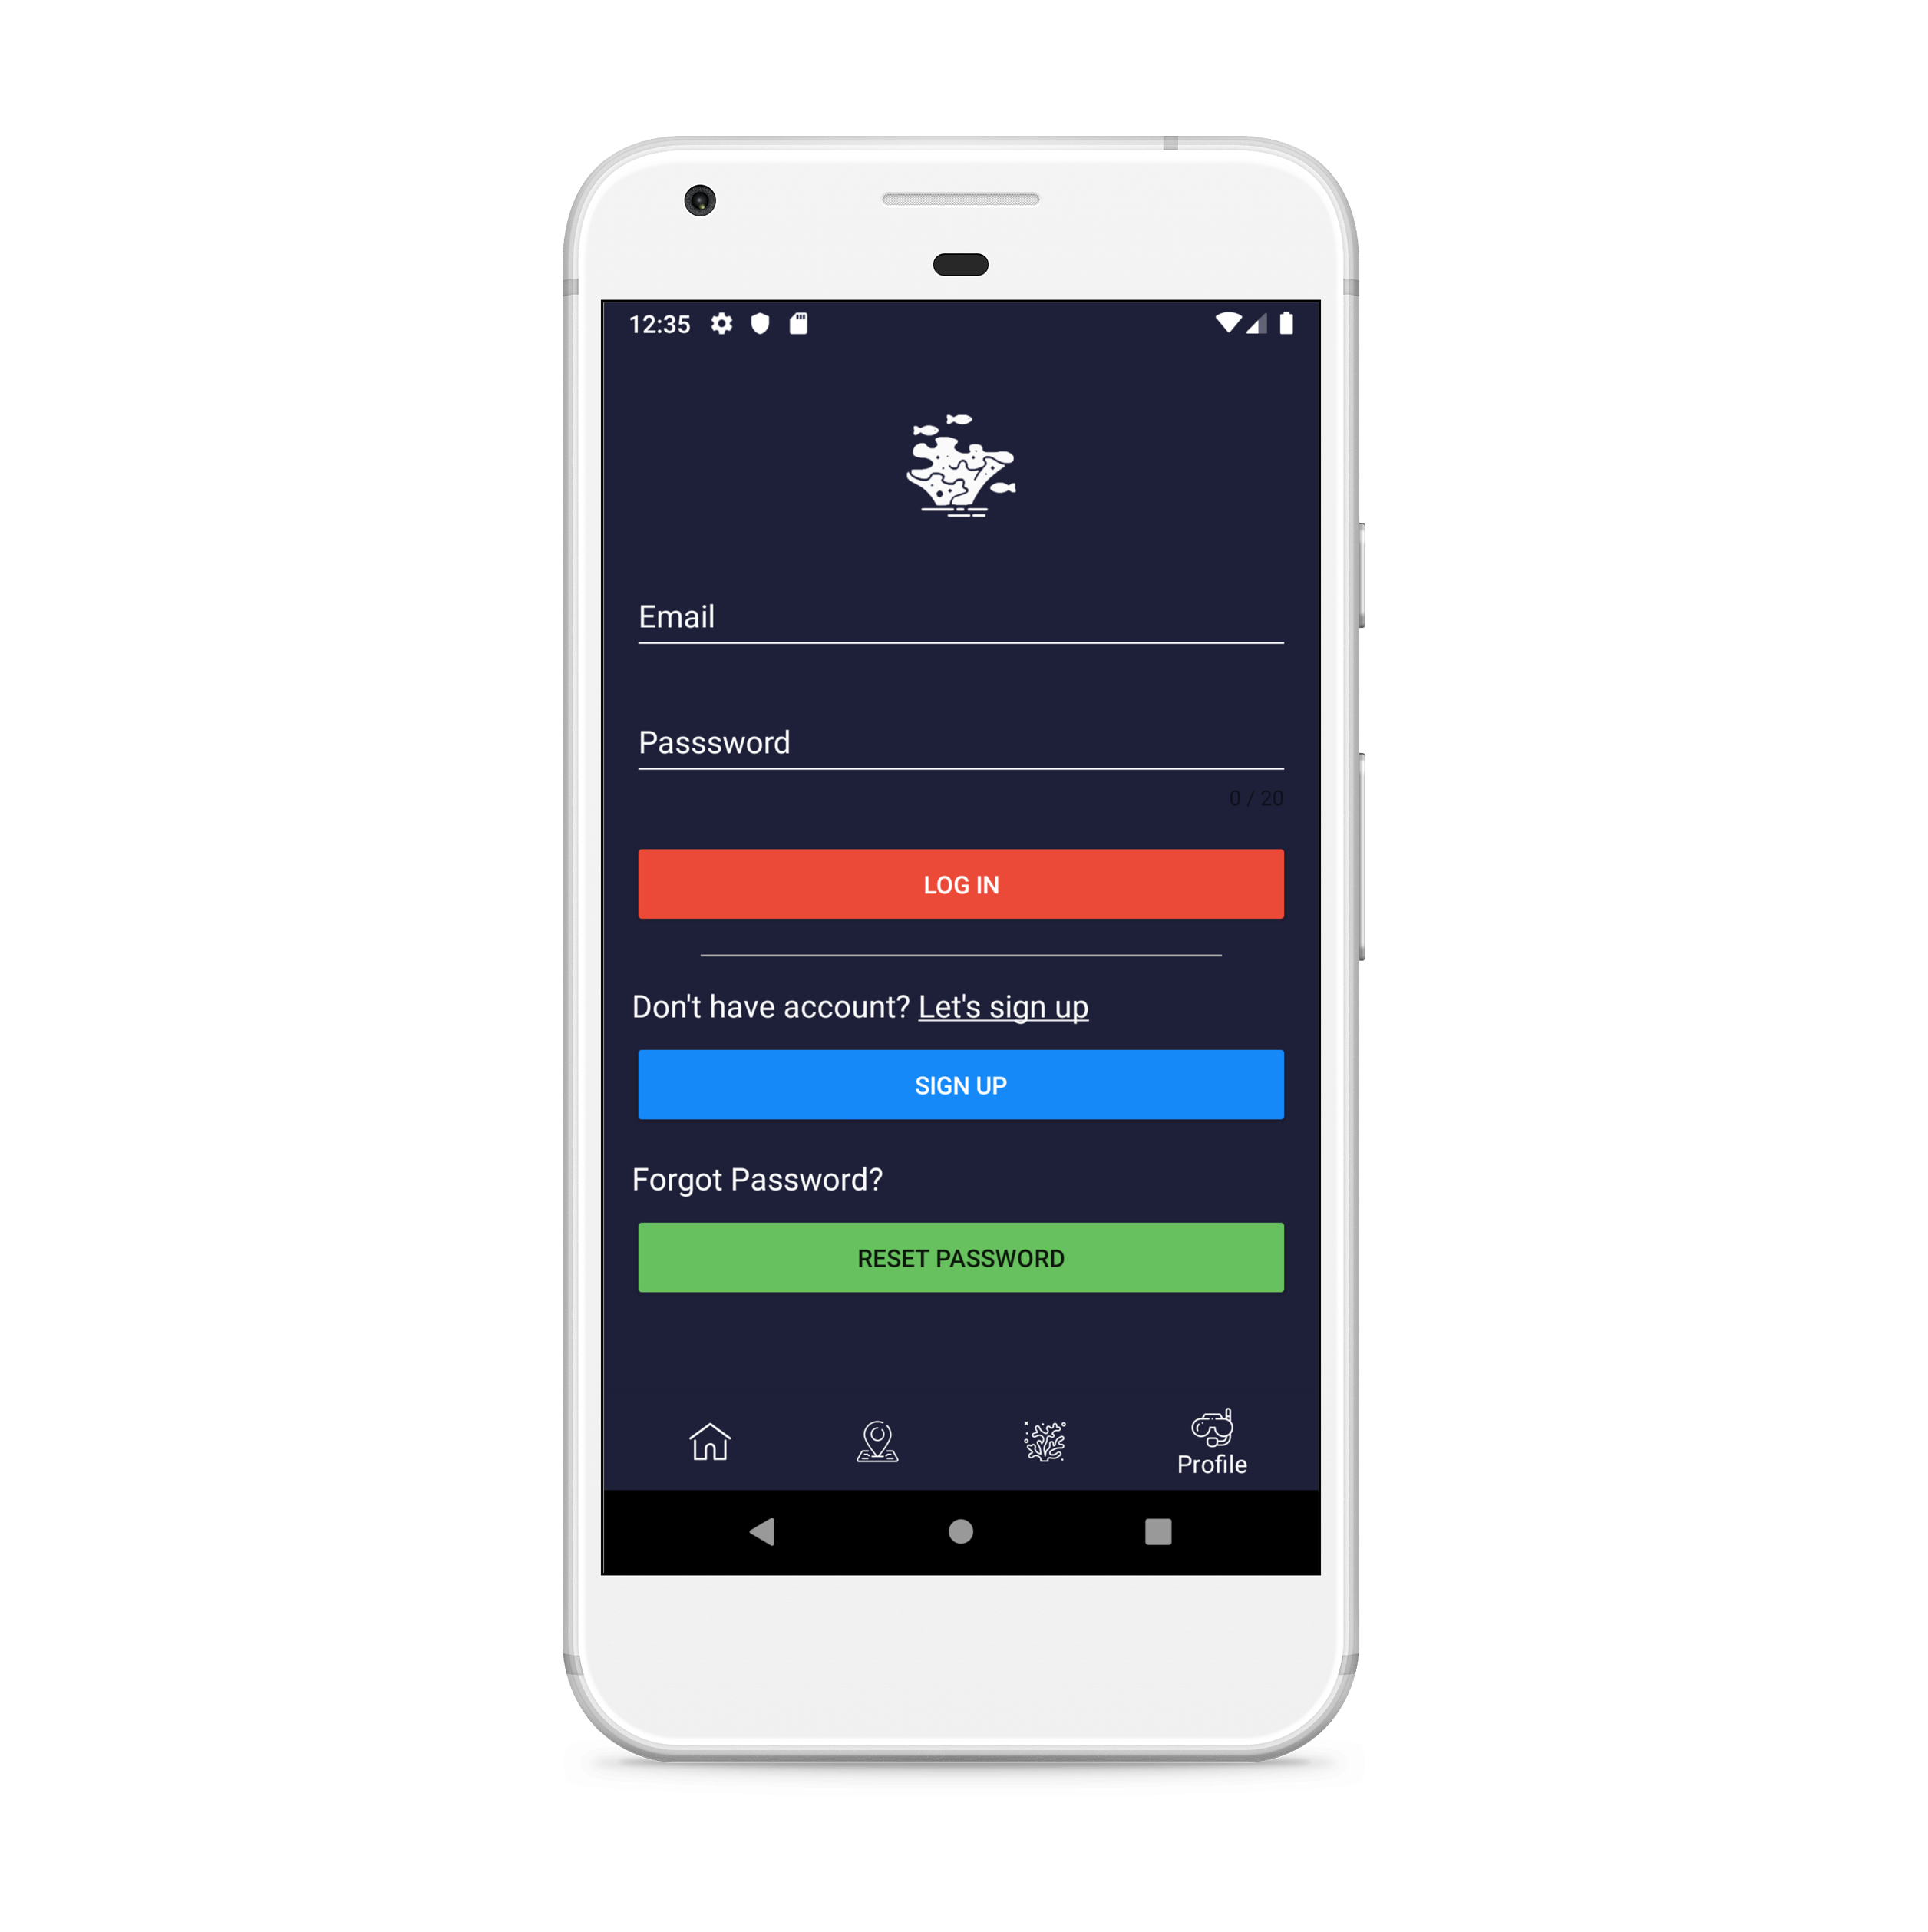 12:35
Email
Passsword
0 / 20
LOG IN
Don't have account? Let's sign up
SIGN UP
Forgot Password?
RESET PASSWORD
Profile